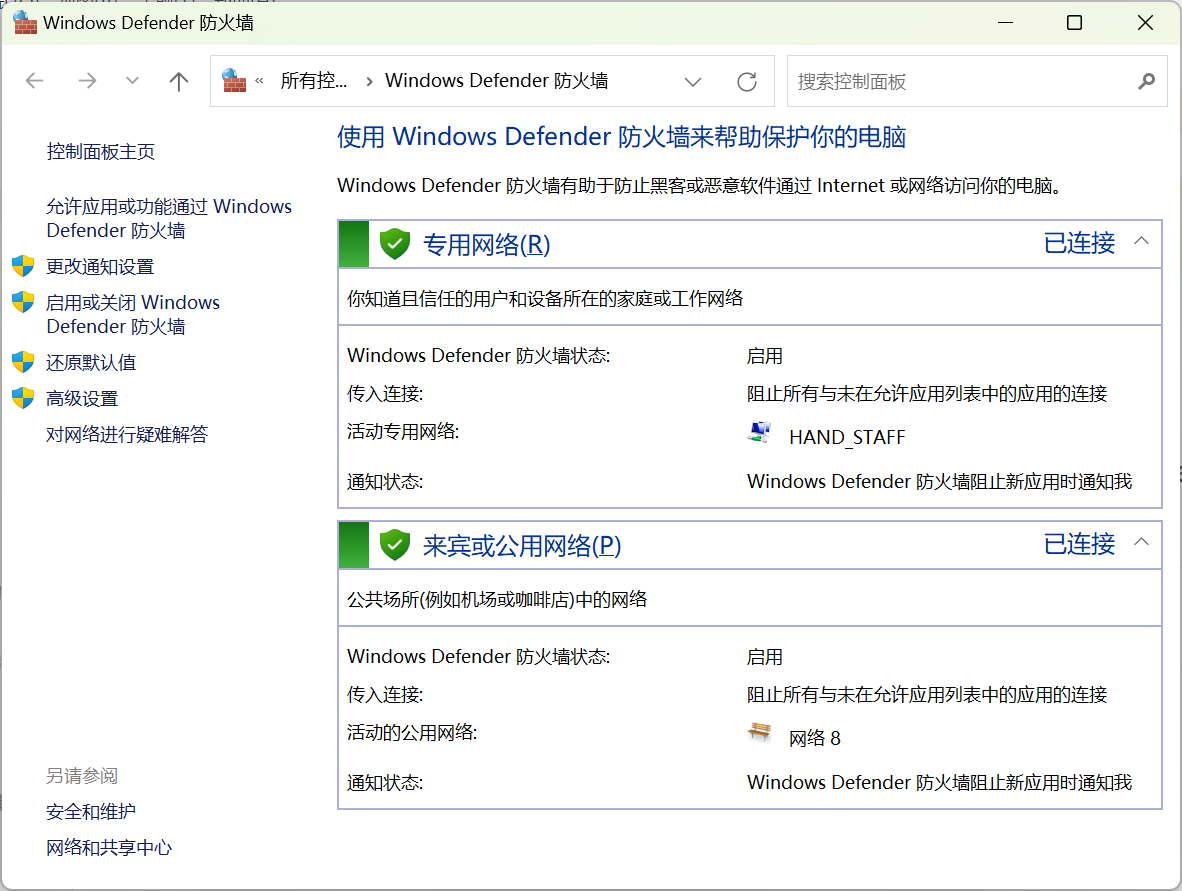 Windows Defender 防火墙
« 所有控... › Windows Defender 防火墙
搜索控制面板
控制面板主页
允许应用或功能通过 Windows
Defender 防火墙
更改通知设置
启用或关闭 Windows
Defender 防火墙
还原默认值
高级设置
对网络进行疑难解答
另请参阅
安全和维护
网络和共享中心
使用 Windows Defender 防火墙来帮助保护你的电脑
Windows Defender 防火墙有助于防止黑客或恶意软件通过 Internet 或网络访问你的电脑。
专用网络(R) 已连接
你知道且信任的用户和设备所在的家庭或工作网络
Windows Defender 防火墙状态: 启用
传入连接: 阻止所有与未在允许应用列表中的应用的连接
活动专用网络: HAND_STAFF
通知状态: Windows Defender 防火墙阻止新应用时通知我
来宾或公用网络(P) 已连接
公共场所(例如机场或咖啡店)中的网络
Windows Defender 防火墙状态: 启用
传入连接: 阻止所有与未在允许应用列表中的应用的连接
活动的公用网络: 网络 8
通知状态: Windows Defender 防火墙阻止新应用时通知我